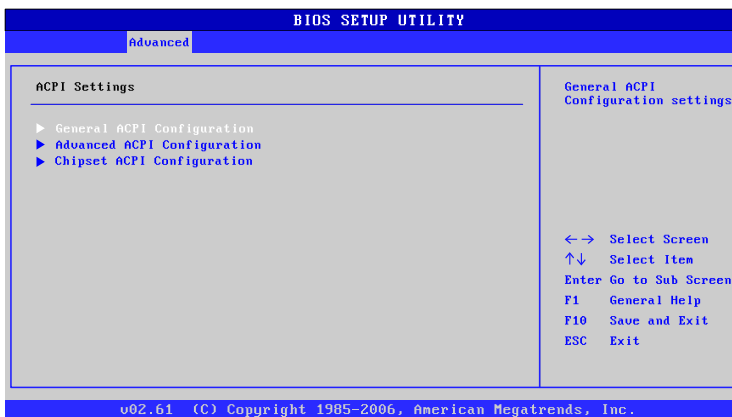 BIOS SETUP UTILITY
Advanced
ACPI Settings
▶ General ACPI Configuration
▶ Advanced ACPI Configuration
▶ Chipset ACPI Configuration
General ACPI
Configuration settings
←→ Select Screen
↑↓ Select Item
Enter Go to Sub Screen
F1 General Help
F10 Save and Exit
ESC Exit
v02.61 (C) Copyright 1985-2006, American Megatrends, Inc.